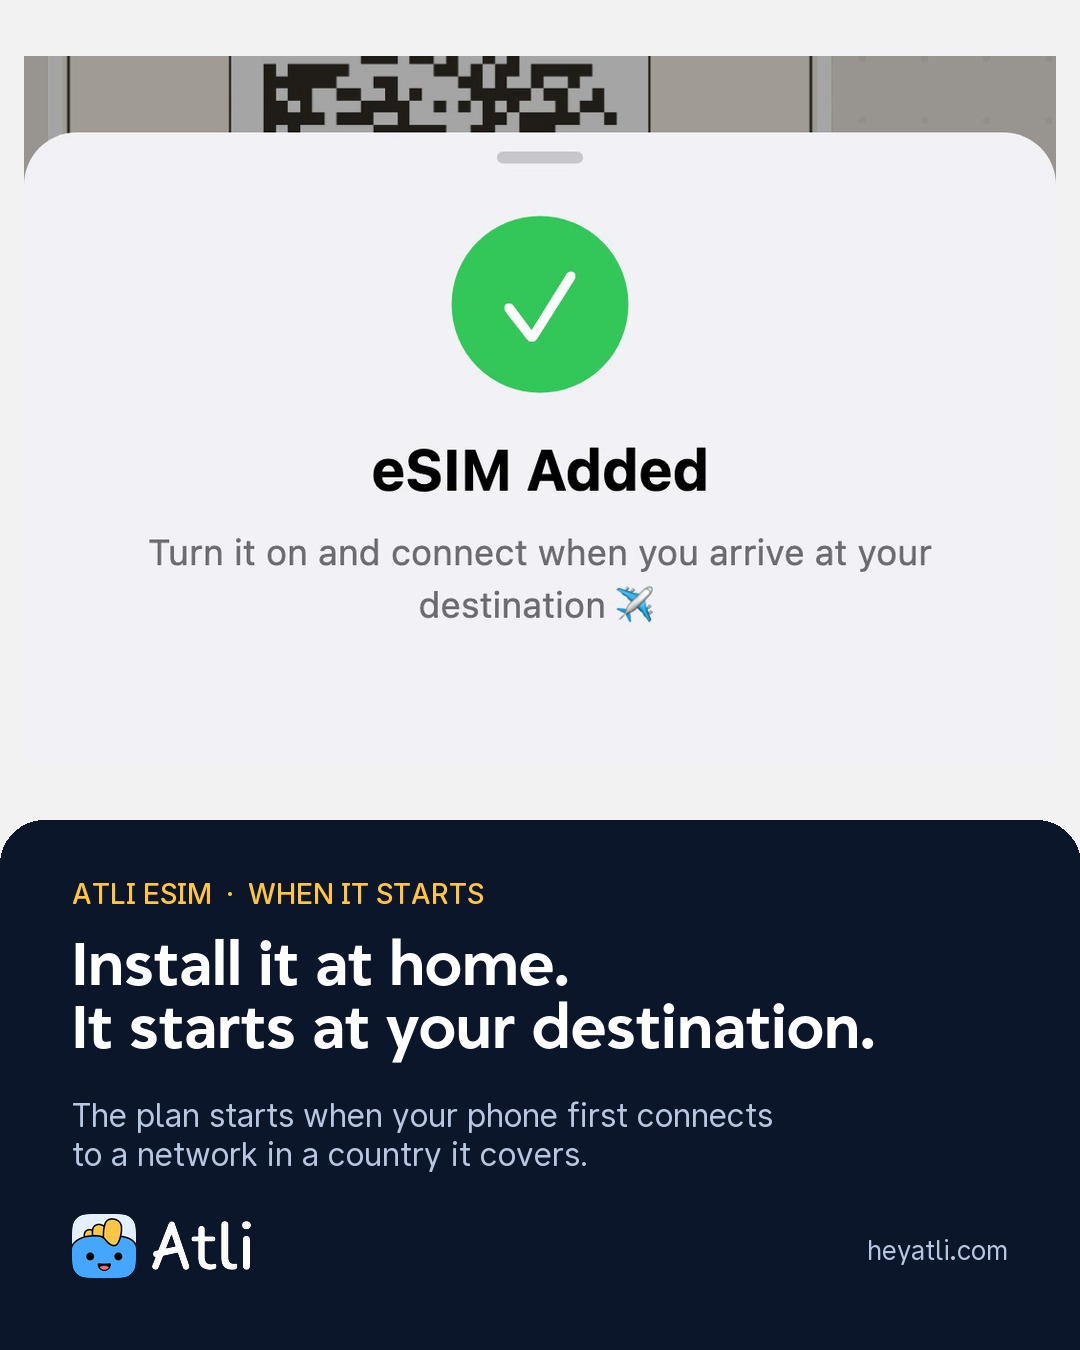 eSIM Added
Turn it on and connect when you arrive at your
destination ✈️
ATLI ESIM · WHEN IT STARTS
Install it at home.
It starts at your destination.
The plan starts when your phone first connects
to a network in a country it covers.
Atli
heyatli.com